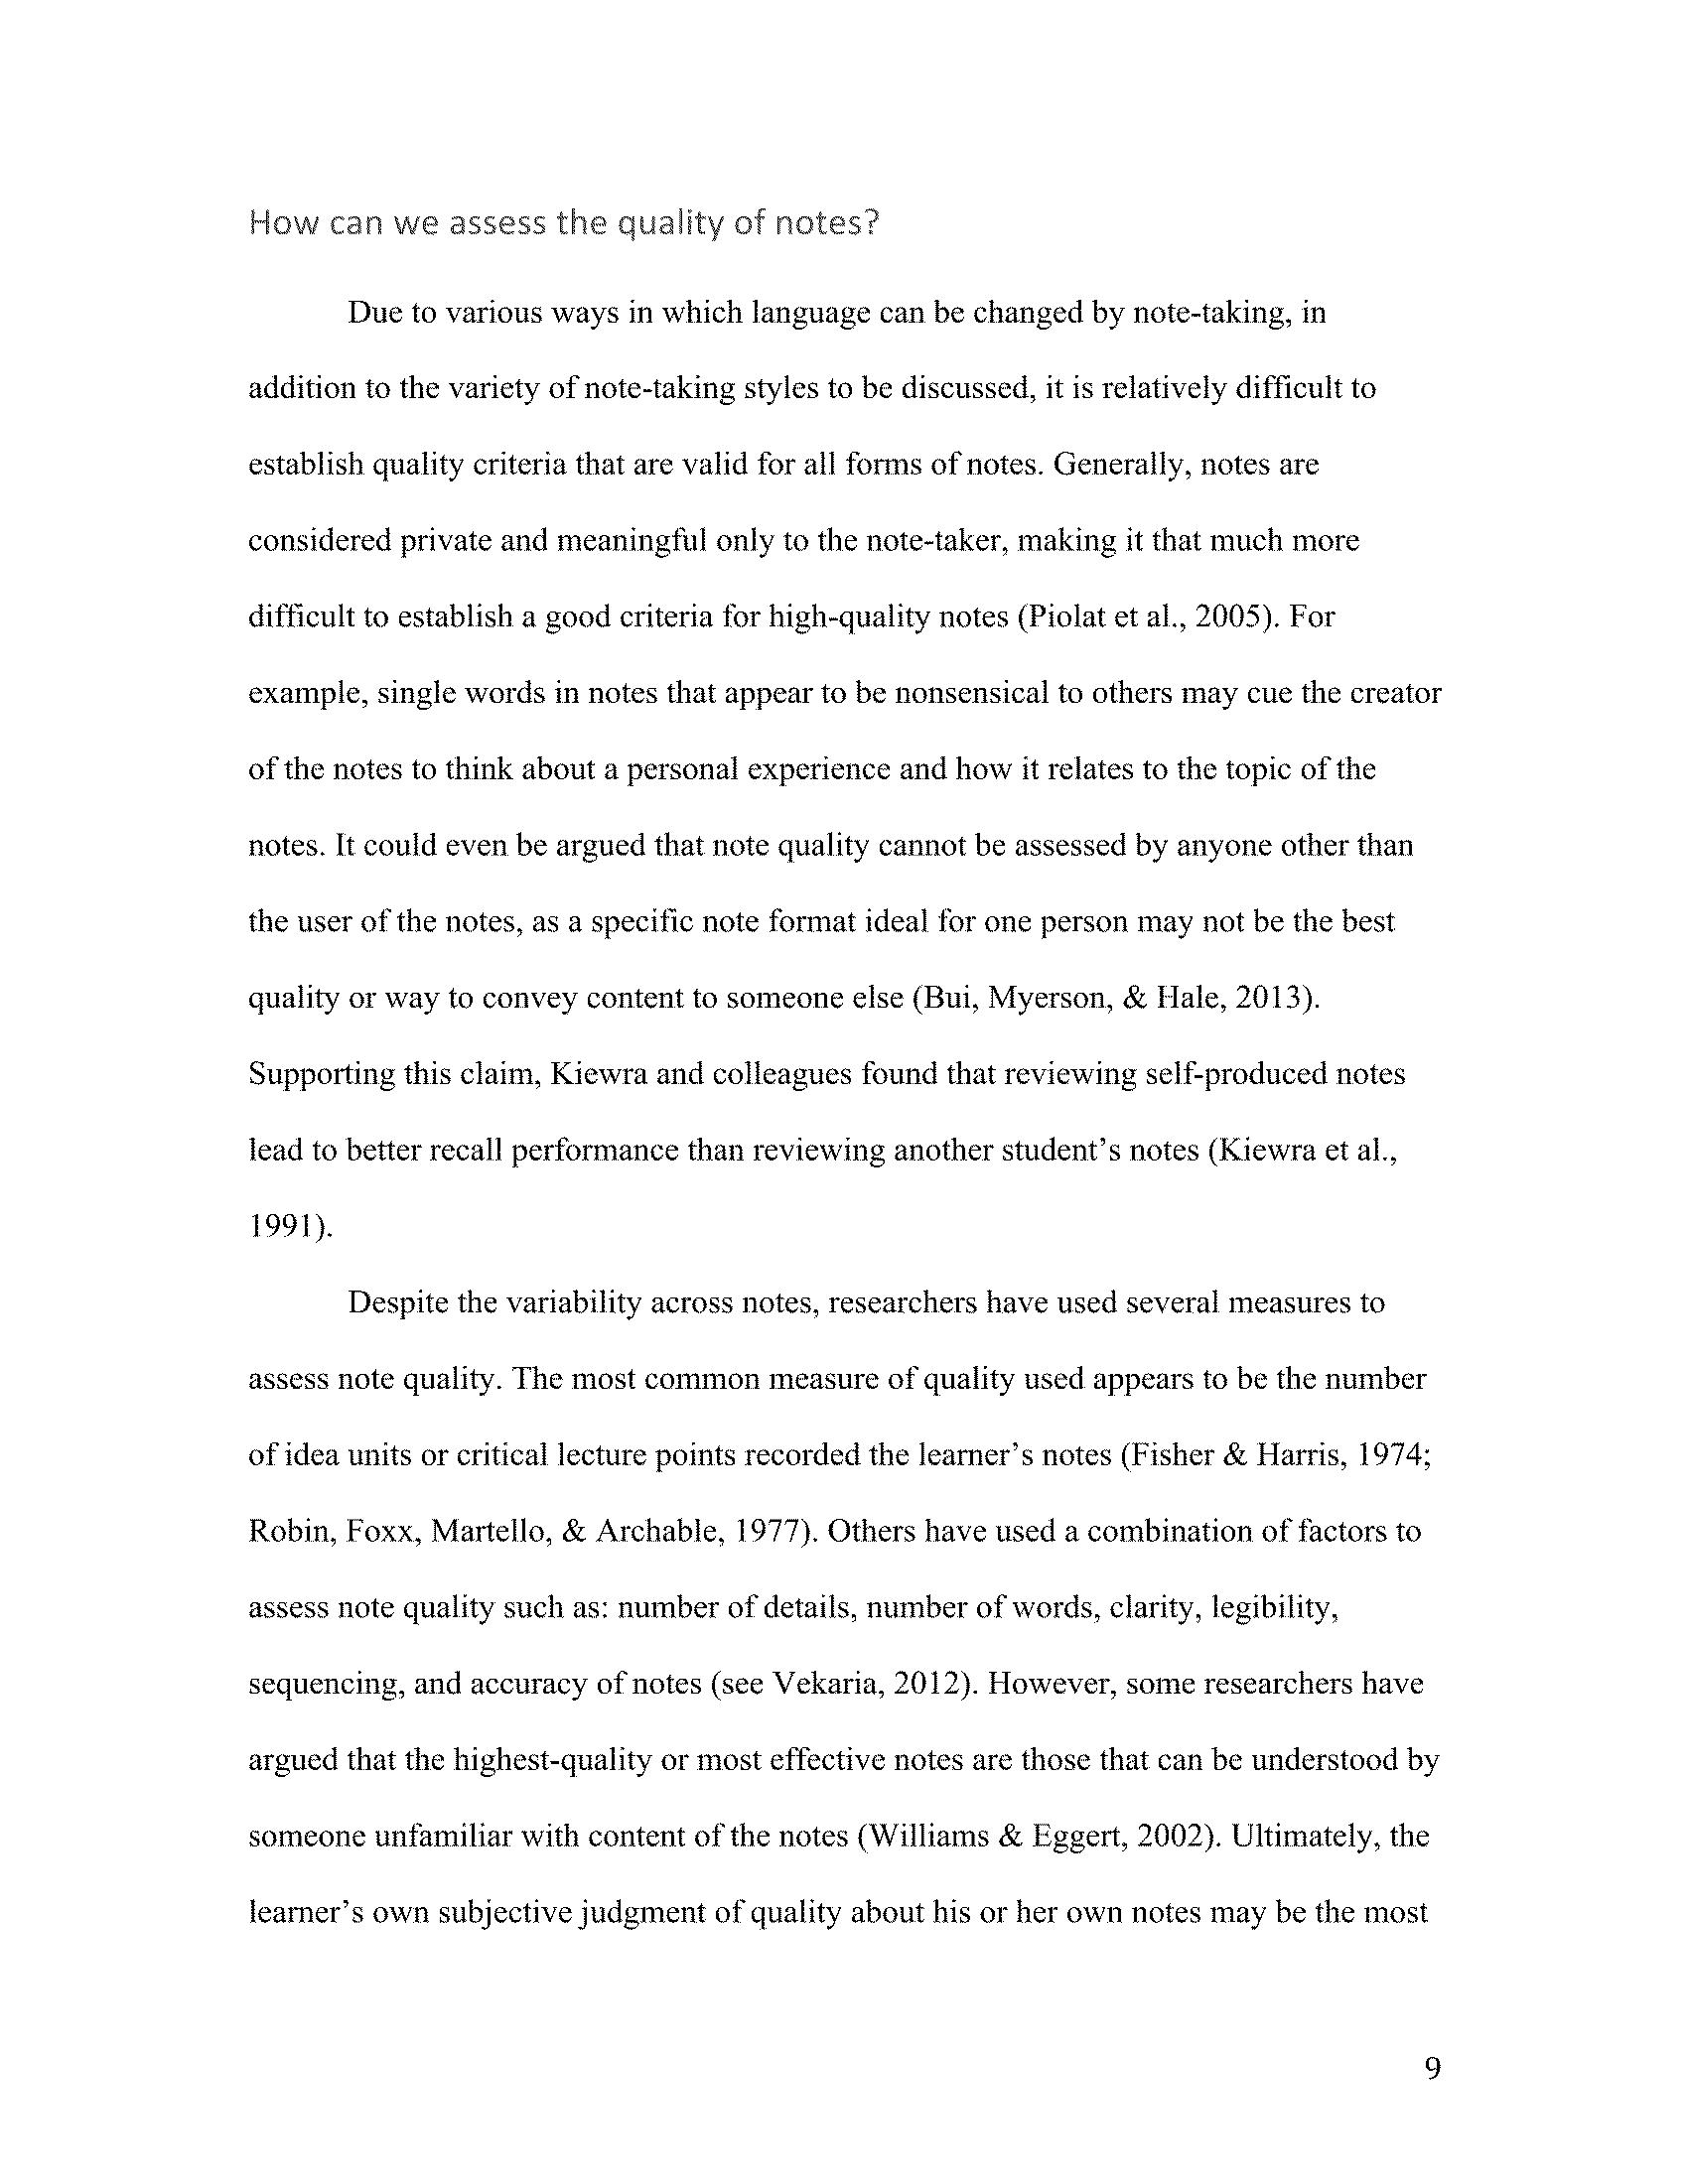 How can we assess the quality of notes?
Due to various ways in which language can be changed by note-taking, in
addition to the variety of note-taking styles to be discussed, it is relatively difficult to
establish quality criteria that are valid for all forms of notes. Generally, notes are
considered private and meaningful only to the note-taker, making it that much more
difficult to establish a good criteria for high-quality notes (Piolat et al., 2005). For
example, single words in notes that appear to be nonsensical to others may cue the creator
of the notes to think about a personal experience and how it relates to the topic of the
notes. It could even be argued that note quality cannot be assessed by anyone other than
the user of the notes, as a specific note format ideal for one person may not be the best
quality or way to convey content to someone else (Bui, Myerson, & Hale, 2013).
Supporting this claim, Kiewra and colleagues found that reviewing self-produced notes
lead to better recall performance than reviewing another student’s notes (Kiewra et al.,
1991).
Despite the variability across notes, researchers have used several measures to
assess note quality. The most common measure of quality used appears to be the number
of idea units or critical lecture points recorded the learner’s notes (Fisher & Harris, 1974;
Robin, Foxx, Martello, & Archable, 1977). Others have used a combination of factors to
assess note quality such as: number of details, number of words, clarity, legibility,
sequencing, and accuracy of notes (see Vekaria, 2012). However, some researchers have
argued that the highest-quality or most effective notes are those that can be understood by
someone unfamiliar with content of the notes (Williams & Eggert, 2002). Ultimately, the
learner’s own subjective judgment of quality about his or her own notes may be the most
9